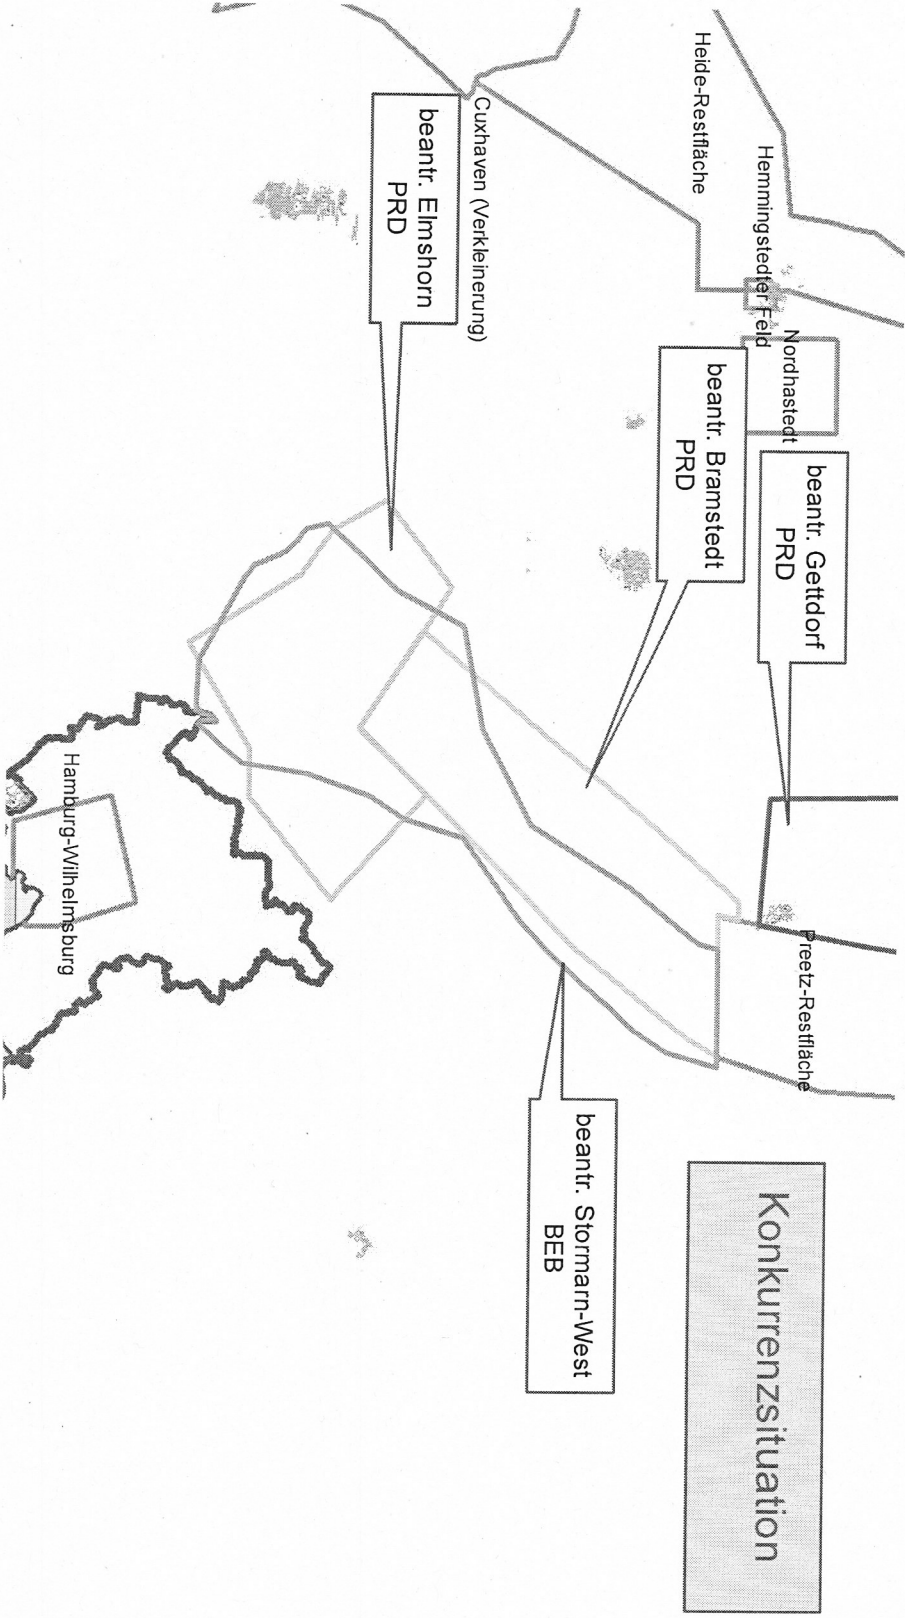 Konkurrenzsituation
Heide-Restfläche
Hemmingstedter Feld
Nordhastedt
beantr. Gettdorf
PRD
Preetz-Restfläche
beantr. Bramstedt
PRD
Cuxhaven (Verkleinerung)
beantr. Elmshorn
PRD
beantr. Stormarn-West
BEB
Hamburg-Wilhelmsburg